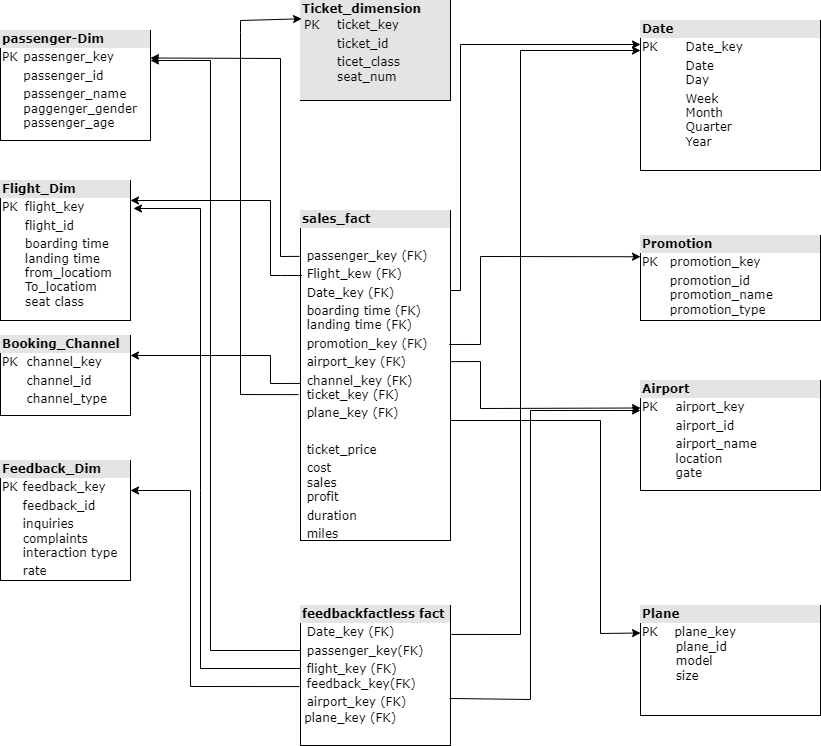 Ticket_dimension
PK ticket_key
ticket_id
ticet_class
seat_num
passenger-Dim
PK passenger_key
passenger_id
passenger_name
paggenger_gender
passenger_age
Date
PK Date_key
Date
Day
Week
Month
Quarter
Year
Flight_Dim
PK flight_key
flight_id
boarding time
landing time
from_locatiom
To_locatiom
seat class
sales_fact
passenger_key (FK)
Flight_kew (FK)
Date_key (FK)
boarding time (FK)
landing time (FK)
promotion_key (FK)
airport_key (FK)
channel_key (FK)
ticket_key (FK)
plane_key (FK)
ticket_price
cost
sales
profit
duration
miles
Promotion
PK promotion_key
promotion_id
promotion_name
promotion_type
Booking_Channel
PK channel_key
channel_id
channel_type
Airport
PK airport_key
airport_id
airport_name
location
gate
Feedback_Dim
PK feedback_key
feedback_id
inquiries
complaints
interaction type
rate
feedbackfactless fact
Date_key (FK)
passenger_key(FK)
flight_key (FK)
feedback_key(FK)
airport_key (FK)
plane_key (FK)
Plane
PK plane_key
plane_id
model
size